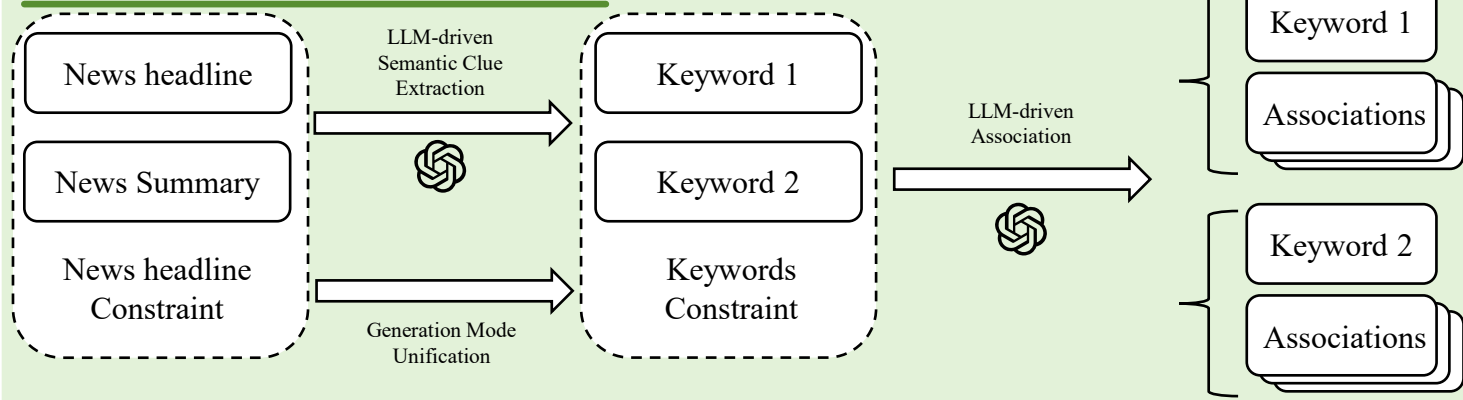 News headline
News Summary
News headline
Constraint
LLM-driven
Semantic Clue
Extraction
Generation Mode
Unification
Keyword 1
Keyword 2
Keywords
Constraint
LLM-driven
Association
Keyword 1
Associations
Keyword 2
Associations